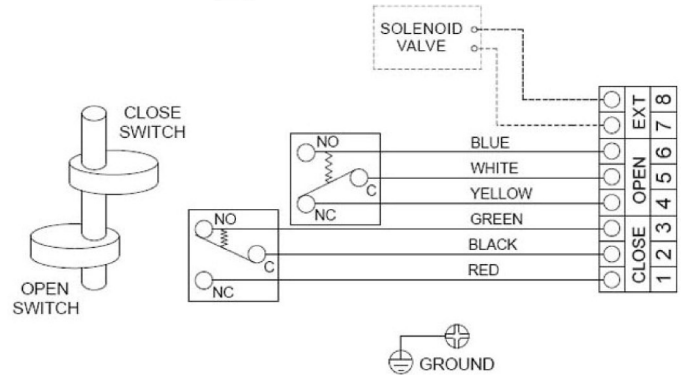 SOLENOID
VALVE
CLOSE
SWITCH
OPEN
SWITCH
NO
C
NC
NO
C
NC
BLUE
WHITE
YELLOW
GREEN
BLACK
RED
EXT
OPEN
CLOSE
8
7
6
5
4
3
2
1
GROUND